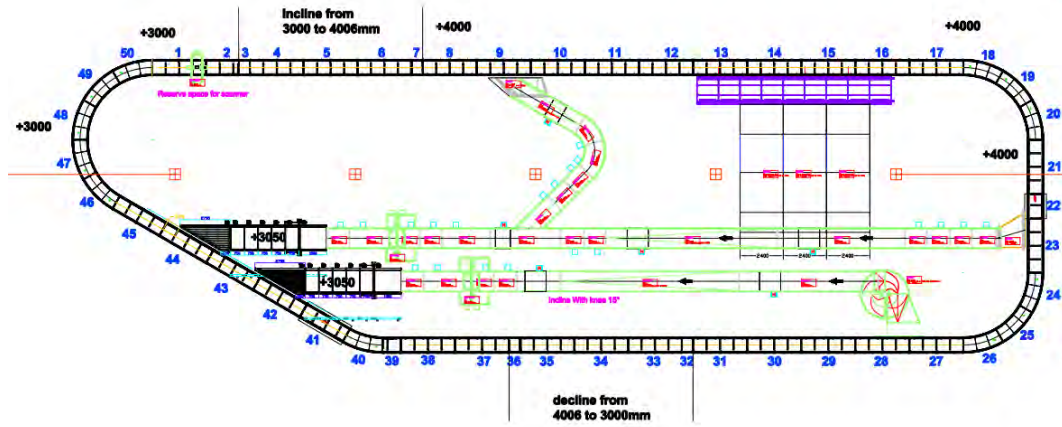 incline from
3000 to 4006mm
+3000
+4000
+4000
50 1 2 3 4 5 6 7 8 9 10 11 12 13 14 15 16 17 18
49
19
Reserve space for scanner
48
20
+3000
+4000
47
21
46
22
45
+3050
23
44
2400 2400 2400
43
+3050
24
42
Incline With knee 15°
41
25
40 39 38 37 36 35 34 33 32 31 30 29 28 27 26
decline from
4006 to 3000mm